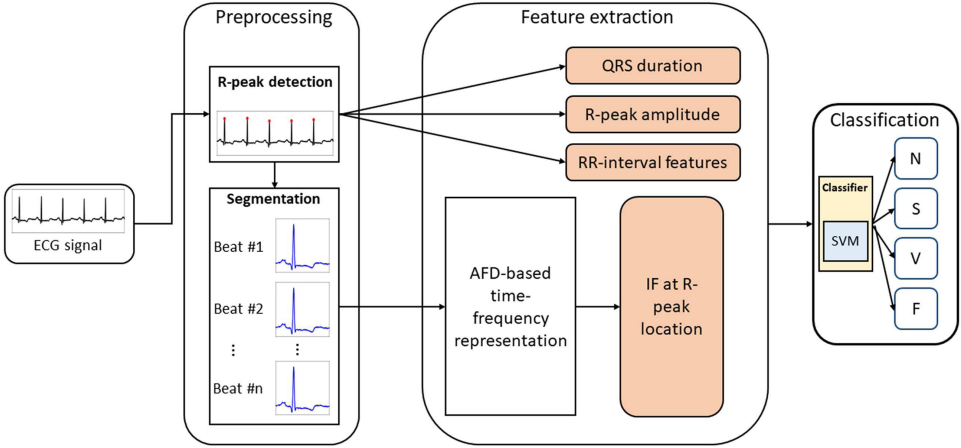 Preprocessing
Feature extraction
R-peak detection
QRS duration
R-peak amplitude
RR-interval features
Classification
Classifier
SVM
N
S
V
F
ECG signal
Segmentation
Beat #1
Beat #2
⋮
⋮
Beat #n
AFD-based
time-
frequency
representation
IF at R-
peak
location